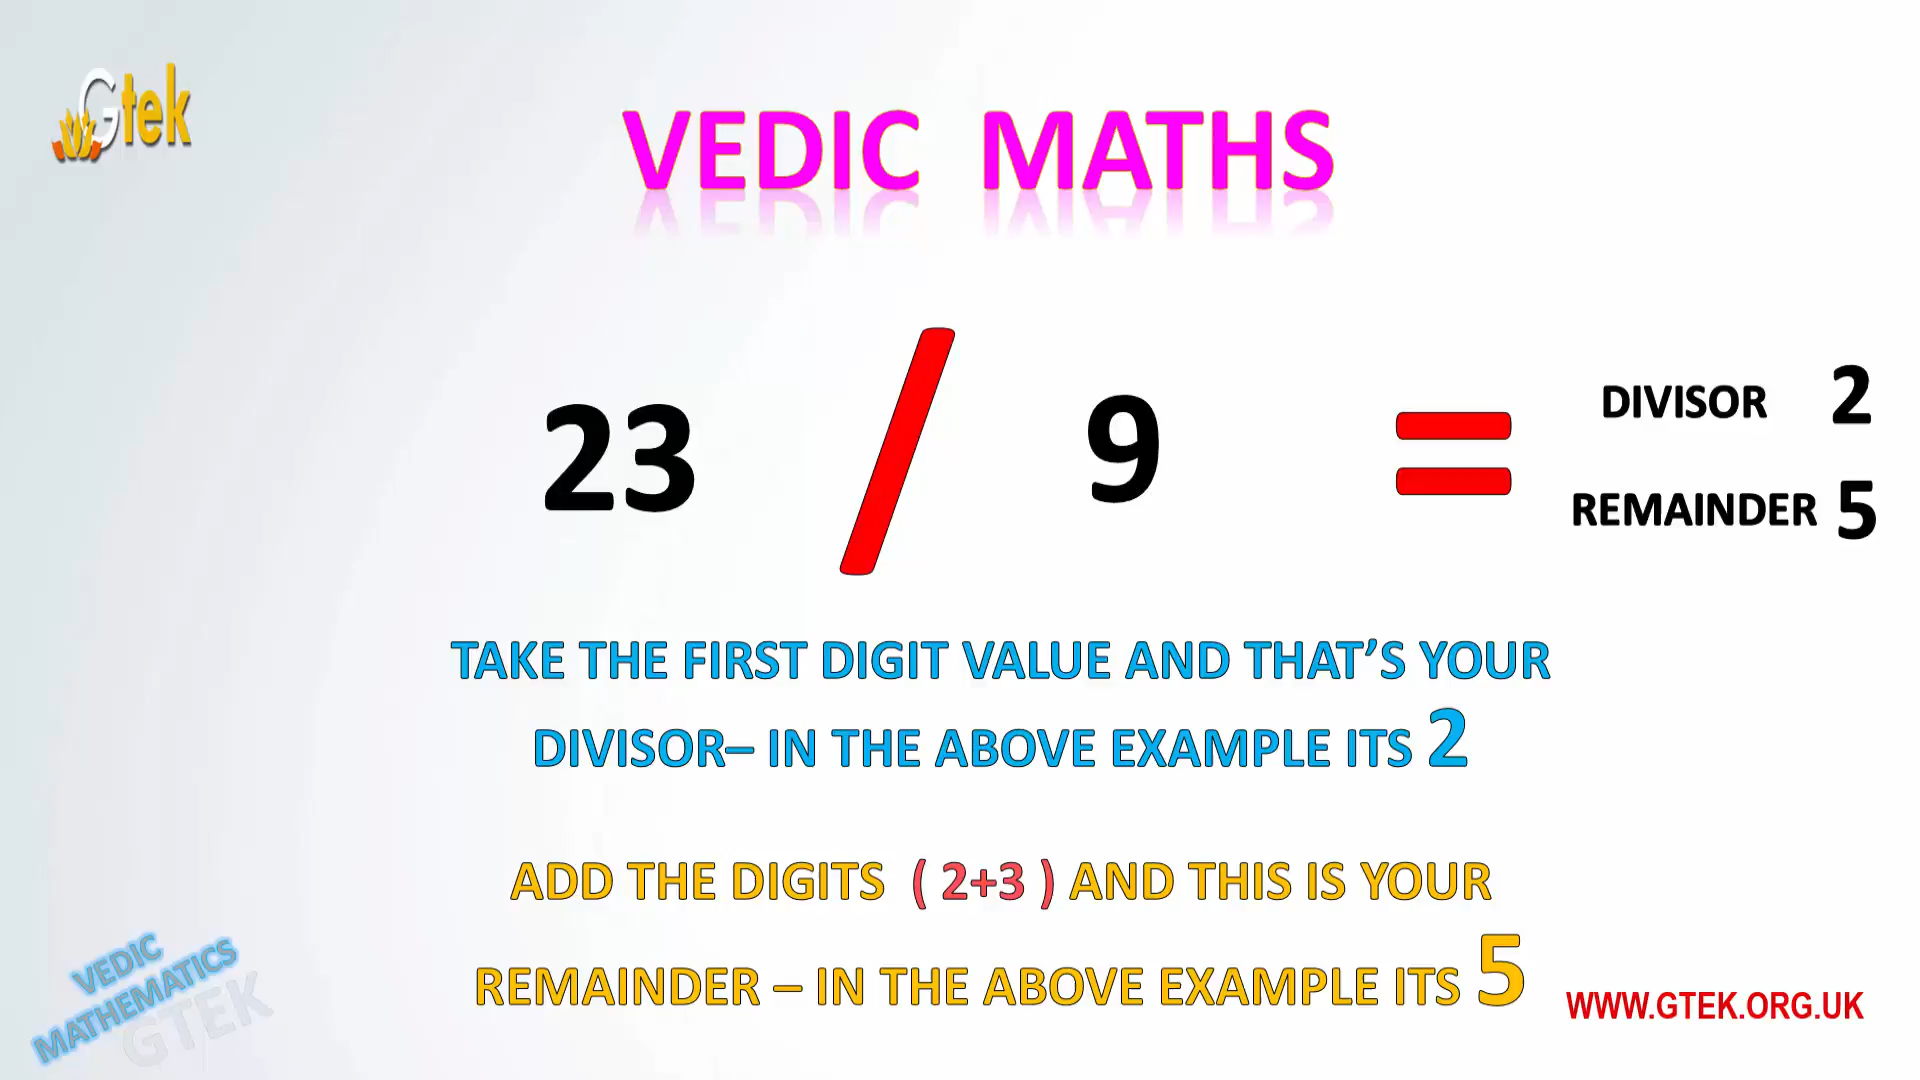 Gtek
VEDIC MATHS
23 / 9 =
DIVISOR 2
REMAINDER 5
TAKE THE FIRST DIGIT VALUE AND THAT’S YOUR
DIVISOR– IN THE ABOVE EXAMPLE ITS 2
ADD THE DIGITS ( 2+3 ) AND THIS IS YOUR
REMAINDER – IN THE ABOVE EXAMPLE ITS 5
VEDIC
MATHEMATICS
GTEK
WWW.GTEK.ORG.UK